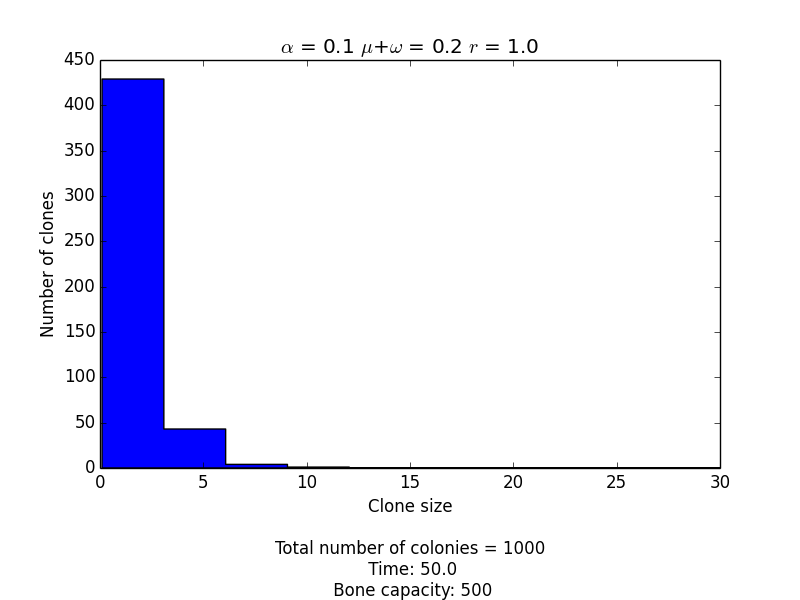 α = 0.1 μ+ω = 0.2 r = 1.0
450
400
350
300
250
200
150
100
50
0
Number of clones
0 5 10 15 20 25 30
Clone size
Total number of colonies = 1000
Time: 50.0
Bone capacity: 500